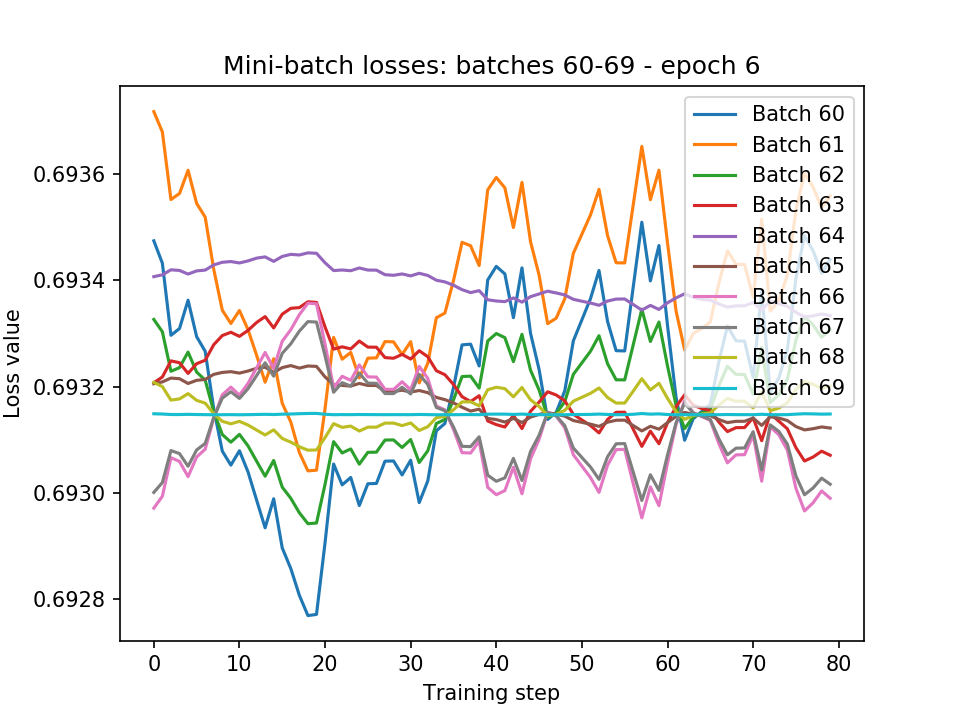 Mini-batch losses: batches 60-69 - epoch 6
Loss value
0.6936
0.6934
0.6932
0.6930
0.6928
Batch 60
Batch 61
Batch 62
Batch 63
Batch 64
Batch 65
Batch 66
Batch 67
Batch 68
Batch 69
0 10 20 30 40 50 60 70 80
Training step